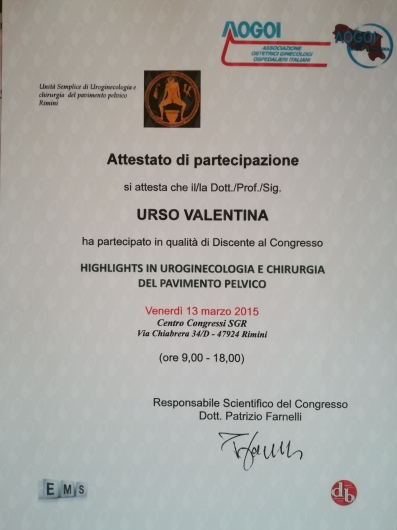 AOGOI
ASSOCIAZIONE
OSTETRICI GINECOLOGI
OSPEDALIERI ITALIANI
AOGOI
Unità Semplice di Uroginecologia e
chirurgia del pavimento pelvico
Rimini
Attestato di partecipazione
si attesta che il/la Dott./Prof./Sig.
URSO VALENTINA
ha partecipato in qualità di Discente al Congresso
HIGHLIGHTS IN UROGINECOLOGIA E CHIRURGIA
DEL PAVIMENTO PELVICO
Venerdì 13 marzo 2015
Centro Congressi SGR
Via Chiabrera 34/D - 47924 Rimini
(ore 9,00 - 18,00)
Responsabile Scientifico del Congresso
Dott. Patrizio Farnelli
EMS
db